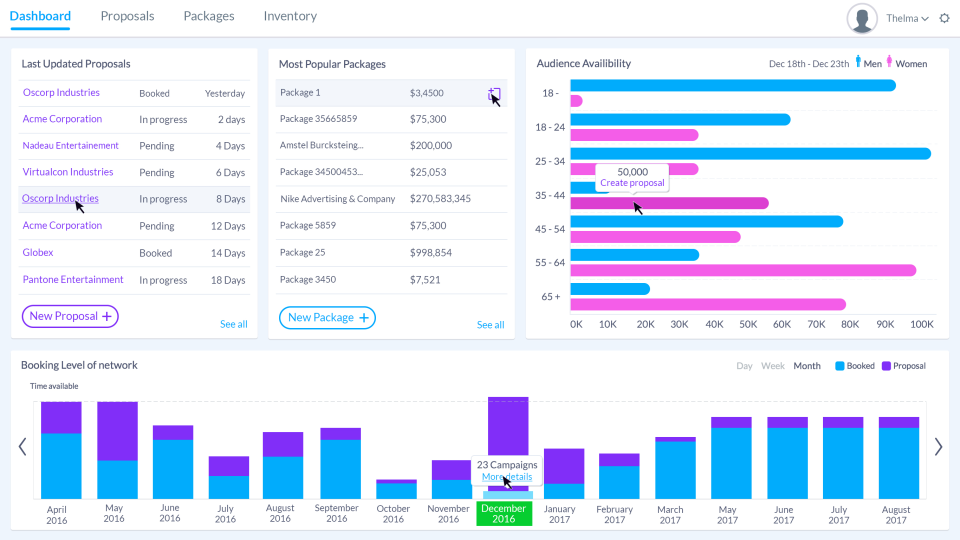 Dashboard Proposals Packages Inventory Thelma
Last Updated Proposals
Oscorp Industries Booked Yesterday
Acme Corporation In progress 2 days
Nadeau Entertainement Pending 4 Days
Virtualcon Industries Pending 6 Days
Oscorp Industries In progress 8 Days
Acme Corporation Pending 12 Days
Globex Booked 14 Days
Pantone Entertainment In progress 18 Days
New Proposal +
See all
Most Popular Packages
Package 1 $3,4500
Package 35665859 $75,300
Amstel Burcksteing... $200,000
Package 34500453... $25,053
Nike Advertising & Company $270,583,345
Package 5859 $75,300
Package 25 $998,854
Package 3450 $7,521
New Package +
See all
Audience Availibility
Dec 18th - Dec 23th Men Women
18 -
18 - 24
25 - 34
50,000
Create proposal
35 - 44
45 - 54
55 - 64
65 +
0K 10K 20K 30K 40K 50K 60K 70K 80K 90K 100K
Booking Level of network
Day Week Month Booked Proposal
Time available
23 Campaigns
More details
April 2016
May 2016
June 2016
July 2016
August 2016
September 2016
October 2016
November 2016
December 2016
January 2017
February 2017
March 2017
May 2017
June 2017
July 2017
August 2017